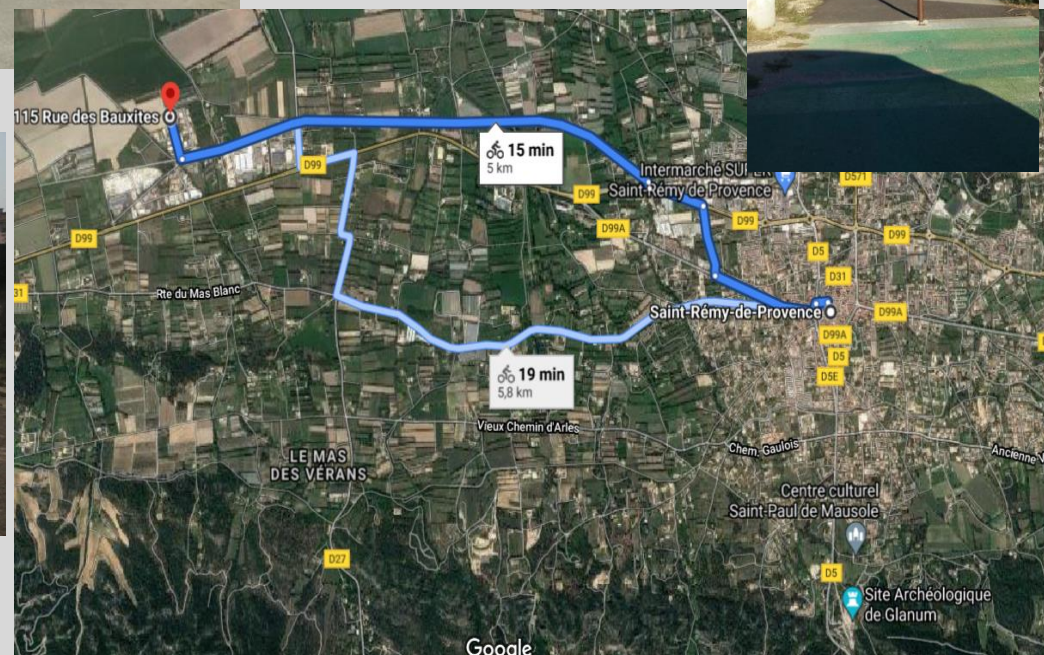 115 Rue des Bauxites
15 min
5 km
Intermarché SUPER
Saint-Rémy de Provence
D571
D99
D99
D99
D99A
D99
D99
D5
D31
31
Rte du Mas Blanc
Saint-Rémy-de-Provence
D99A
D99A
D5
D5E
19 min
5,8 km
Vieux Chemin d'Arles
Chem. Gaulois
Ancienne V
LE MAS
DES VÉRANS
Centre culturel
Saint-Paul de Mausole
D27
D5
Site Archéologique
de Glanum
Google